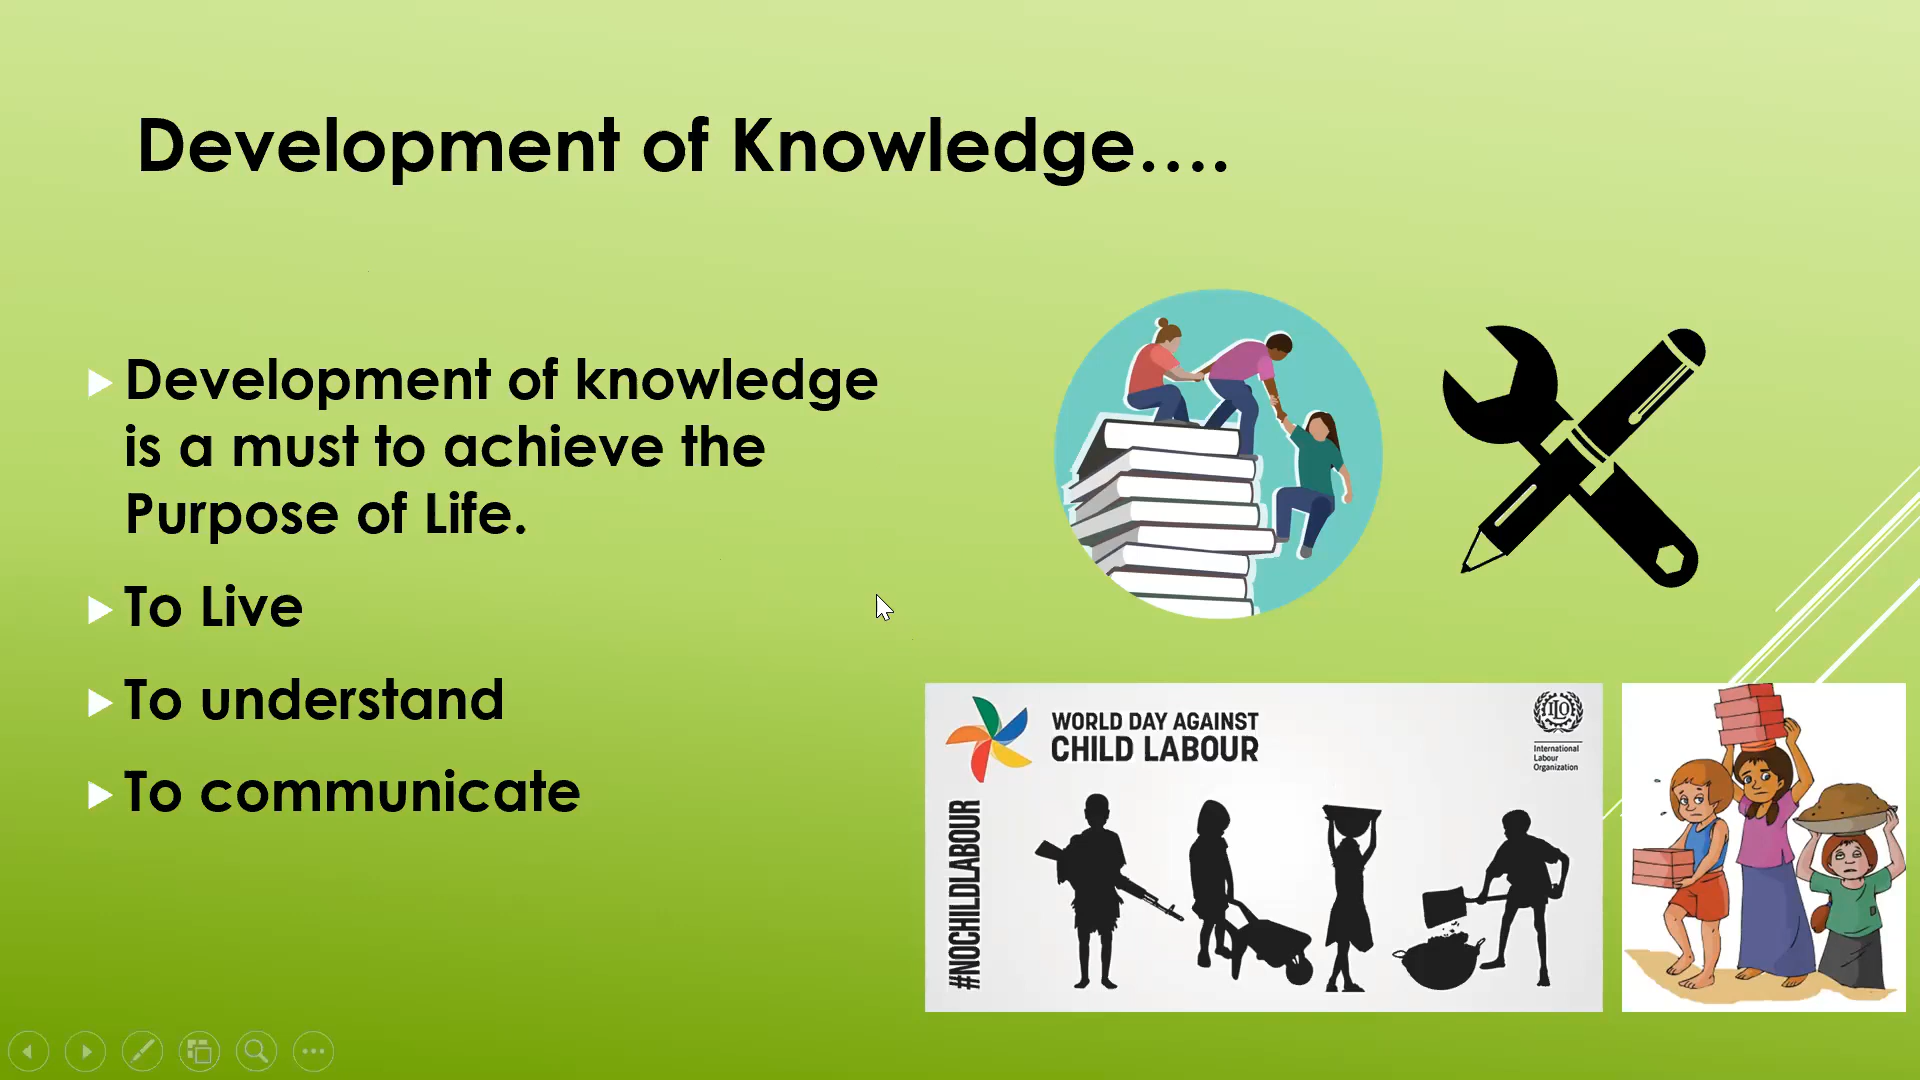 Development of Knowledge....
Development of knowledge
is a must to achieve the
Purpose of Life.
To Live
To understand
To communicate
WORLD DAY AGAINST
CHILD LABOUR
ILO
International
Labour
Organization
#NOCHILDLABOUR